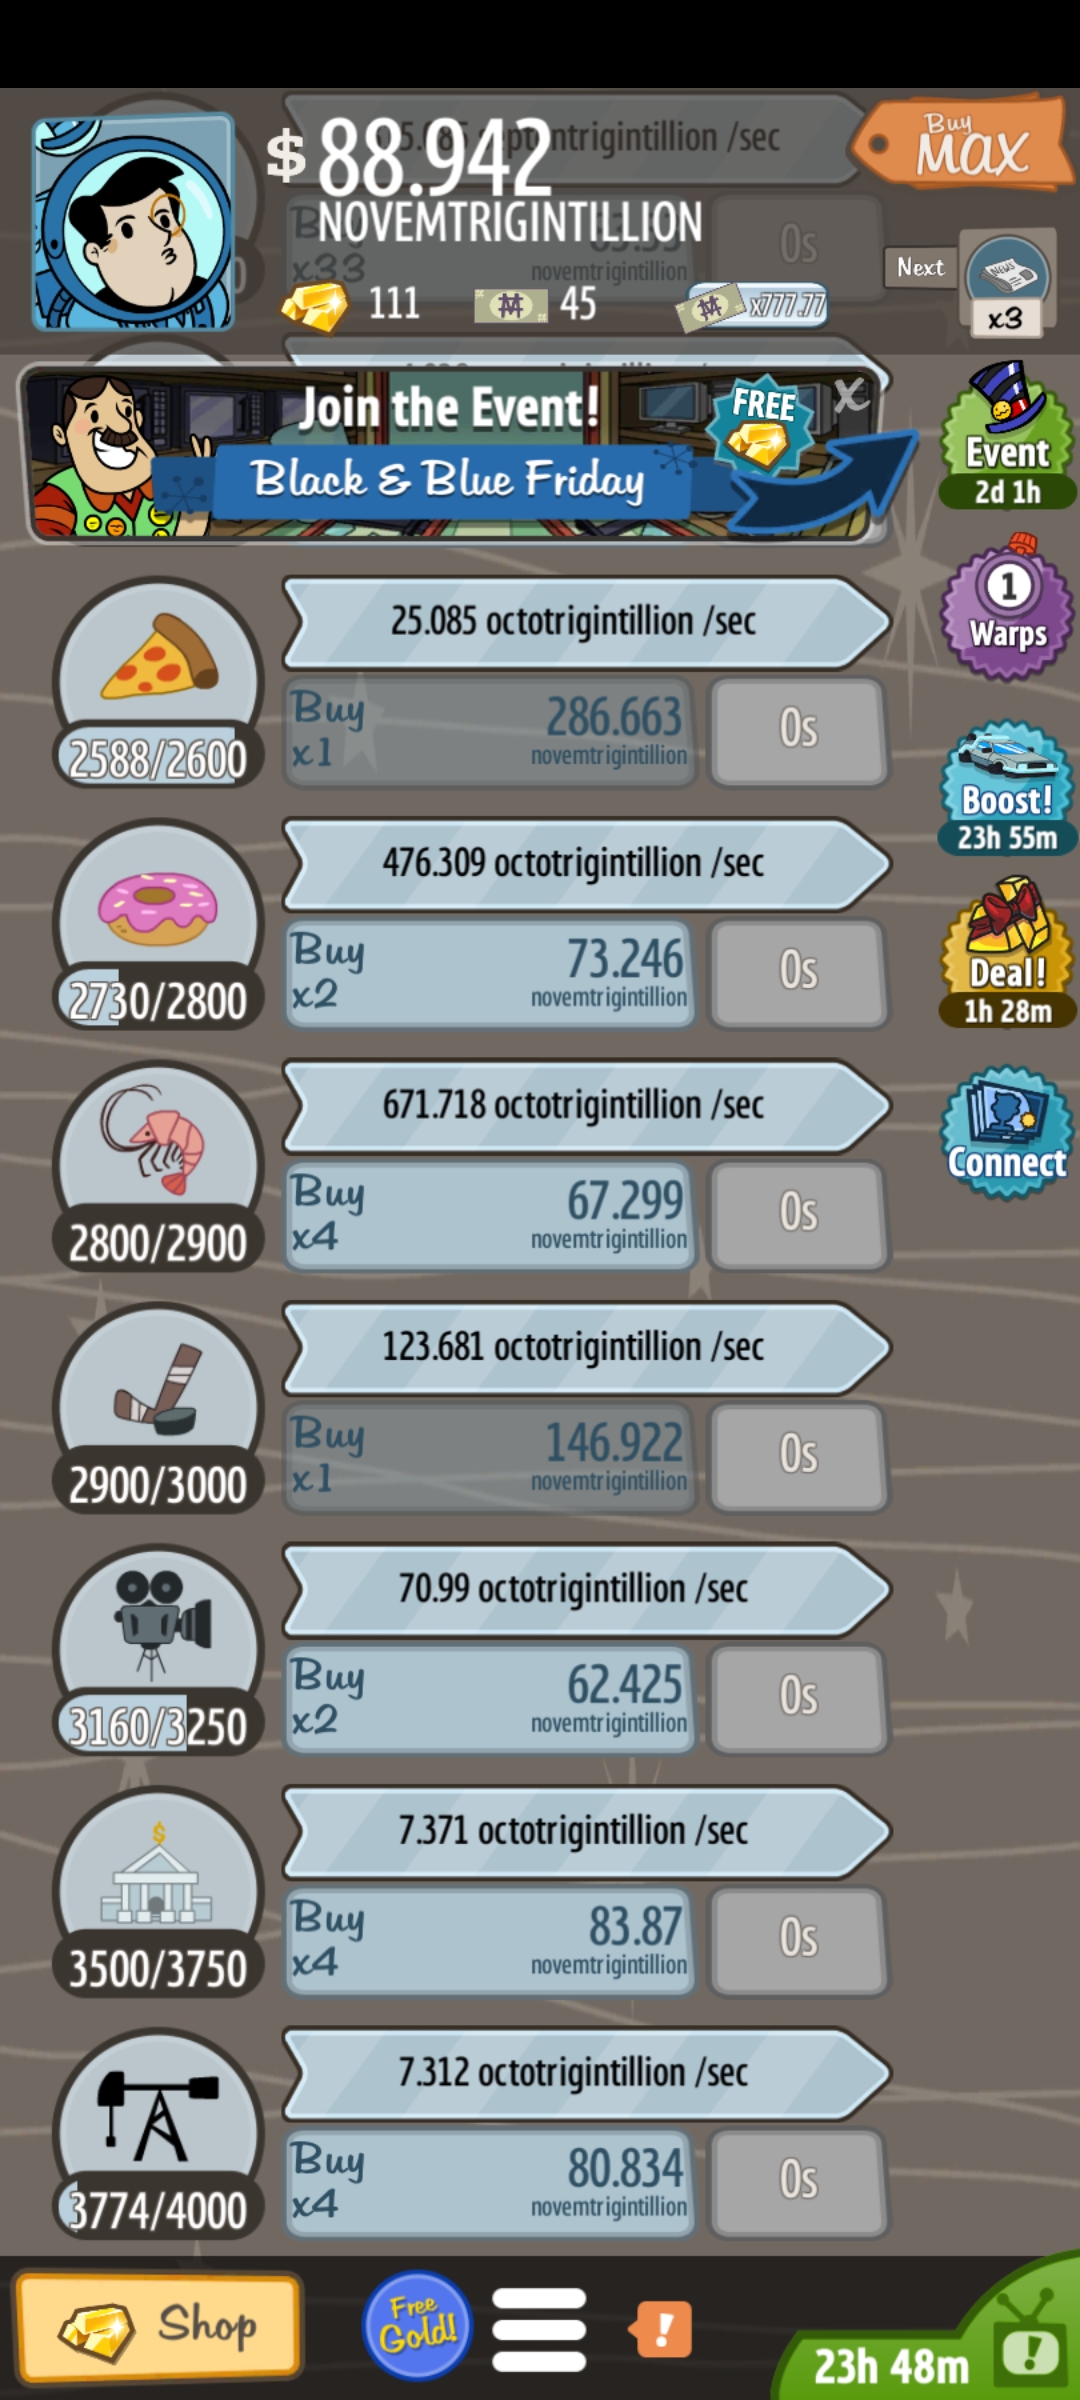 septentrigintillion /sec
$ 88.942
NOVEMTRIGINTILLION
Buy
MAX
x33
novemtrigintillion
0s
Next
NEWS
x3
111
45
x777.77
Join the Event!
FREE
X
Black & Blue Friday
Event
2d 1h
25.085 octotrigintillion /sec
Buy
x1
286.663
novemtrigintillion
0s
2588/2600
1
Warps
Boost!
23h 55m
476.309 octotrigintillion /sec
Buy
x2
73.246
novemtrigintillion
0s
2730/2800
Deal!
1h 28m
671.718 octotrigintillion /sec
Buy
x4
67.299
novemtrigintillion
0s
2800/2900
Connect
123.681 octotrigintillion /sec
Buy
x1
146.922
novemtrigintillion
0s
2900/3000
70.99 octotrigintillion /sec
Buy
x2
62.425
novemtrigintillion
0s
3160/3250
$
7.371 octotrigintillion /sec
Buy
x4
83.87
novemtrigintillion
0s
3500/3750
7.312 octotrigintillion /sec
Buy
x4
80.834
novemtrigintillion
0s
3774/4000
Shop
Free
Gold!
!
23h 48m
!